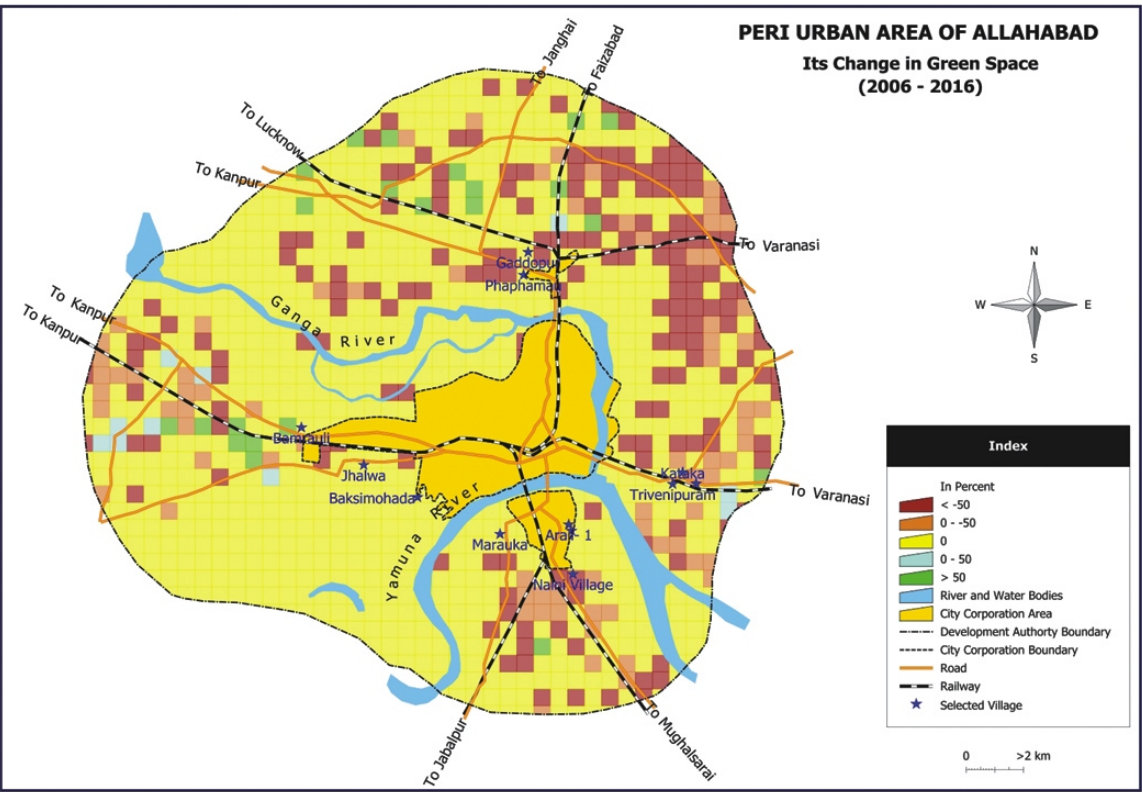 PERI URBAN AREA OF ALLAHABAD
Its Change in Green Space
(2006 - 2016)
To Janghai
To Faizabad
To Lucknow
To Kanpur
To Varanasi
Gaddopur
Phaphamau
To Kanpur
To Kanpur
Ganga River
N
W
E
S
Bamrauli
Jhalwa
Baksimohada
Kataka
Trivenipuram
To Varanasi
Yamuna River
Marauka
Arail- 1
Naini Village
To Jabalpur
To Mughalsarai
Index
In Percent
< -50
0 - -50
0
0 - 50
> 50
River and Water Bodies
City Corporation Area
Development Authorty Boundary
City Corporation Boundary
Road
Railway
Selected Village
0 >2 km